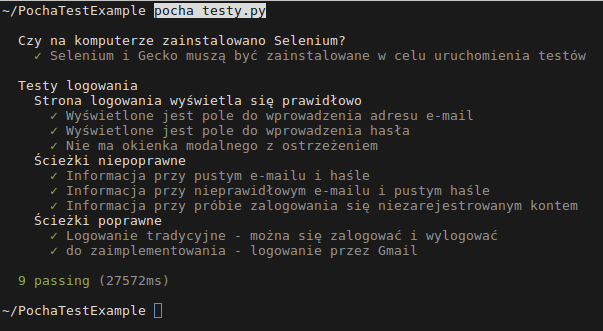 ~/PochaTestExample pocha testy.py
Czy na komputerze zainstalowano Selenium?
✓ Selenium i Gecko muszą być zainstalowane w celu uruchomienia testów
Testy logowania
Strona logowania wyświetla się prawidłowo
✓ Wyświetlone jest pole do wprowadzenia adresu e-mail
✓ Wyświetlone jest pole do wprowadzenia hasła
✓ Nie ma okienka modalnego z ostrzeżeniem
Ścieżki niepoprawne
✓ Informacja przy pustym e-mailu i haśle
✓ Informacja przy nieprawidłowym e-mailu i pustym haśle
✓ Informacja przy próbie zalogowania się niezarejestrowanym kontem
Ścieżki poprawne
✓ Logowanie tradycyjne - można się zalogować i wylogować
✓ do zaimplementowania - logowanie przez Gmail
9 passing (27572ms)
~/PochaTestExample